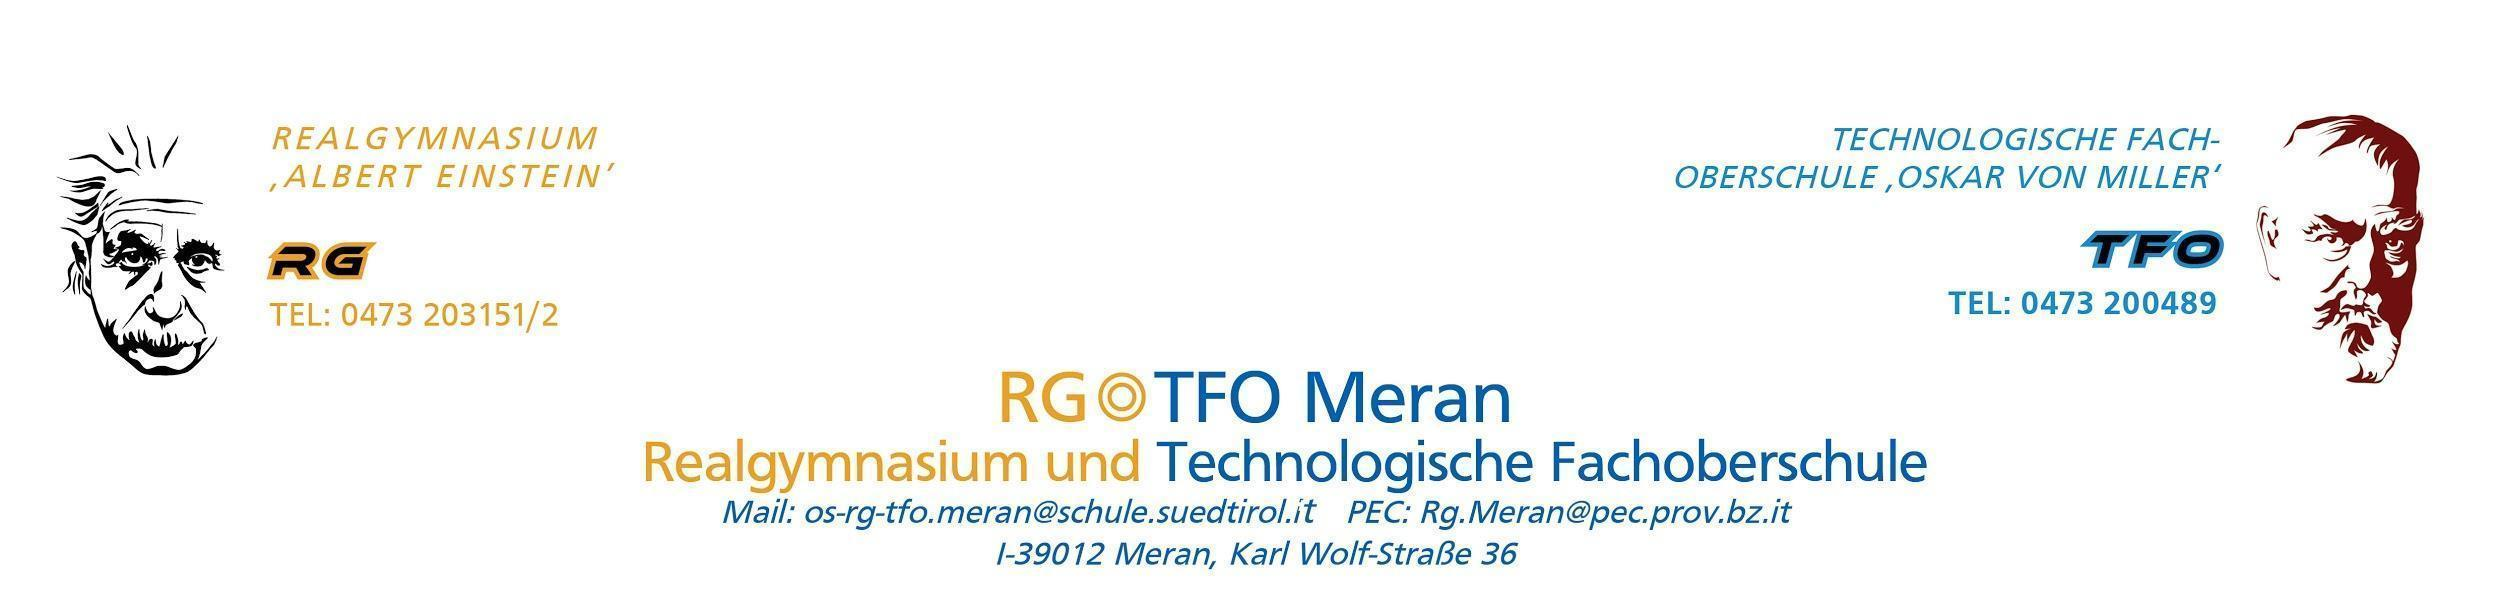 REALGYMNASIUM
‚ALBERT EINSTEIN‘
RG
TEL: 0473 203151/2
TECHNOLOGISCHE FACH-
OBERSCHULE ‚OSKAR VON MILLER‘
TFO
TEL: 0473 200489
RG TFO Meran
Realgymnasium und Technologische Fachoberschule
Mail: os-rg-tfo.meran@schule.suedtirol.it PEC: Rg.Meran@pec.prov.bz.it
I-39012 Meran, Karl Wolf-Straße 36